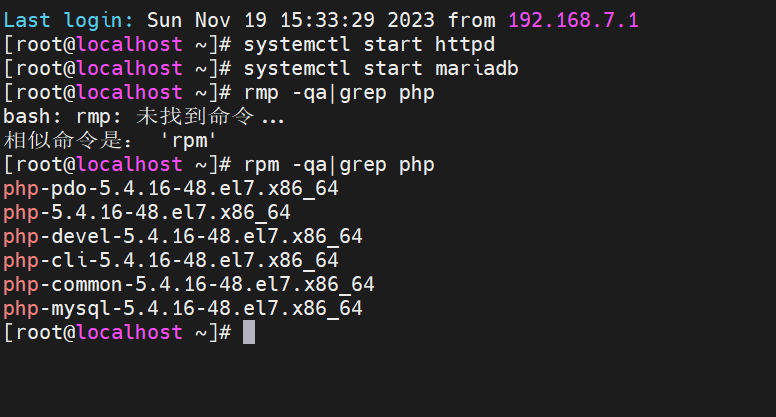 Last login: Sun Nov 19 15:33:29 2023 from 192.168.7.1
[root@localhost ~]# systemctl start httpd
[root@localhost ~]# systemctl start mariadb
[root@localhost ~]# rmp -qa|grep php
bash: rmp: 未找到命令...
相似命令是： 'rpm'
[root@localhost ~]# rpm -qa|grep php
php-pdo-5.4.16-48.el7.x86_64
php-5.4.16-48.el7.x86_64
php-devel-5.4.16-48.el7.x86_64
php-cli-5.4.16-48.el7.x86_64
php-common-5.4.16-48.el7.x86_64
php-mysql-5.4.16-48.el7.x86_64
[root@localhost ~]#